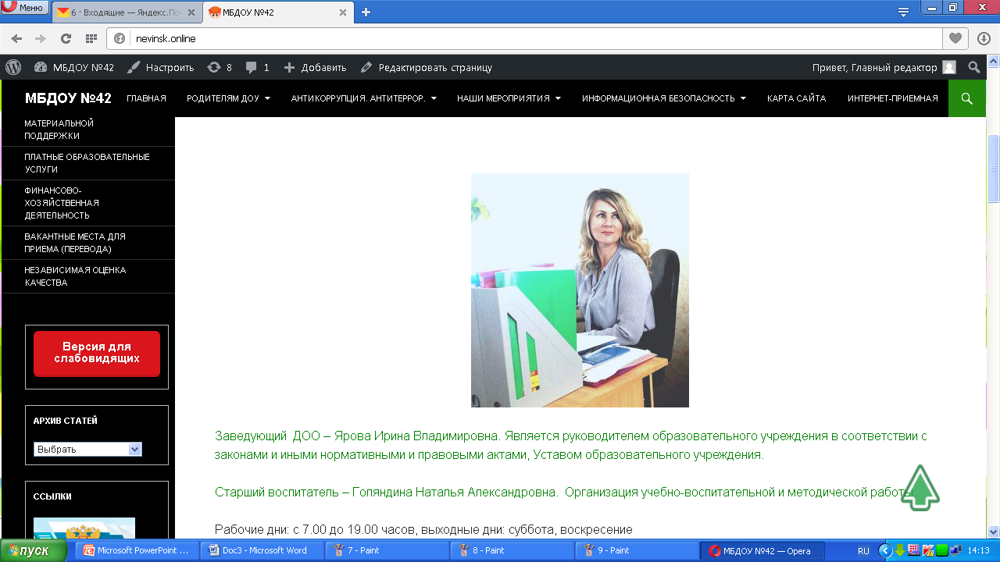 Меню
6 · Входящие — Яндекс.По
МБДОУ №42
nevinsk.online
МБДОУ №42
Настроить
8
1
Добавить
Редактировать страницу
Привет, Главный редактор
МБДОУ №42
ГЛАВНАЯ
РОДИТЕЛЯМ ДОУ
АНТИКОРРУПЦИЯ. АНТИТЕРРОР.
НАШИ МЕРОПРИЯТИЯ
ИНФОРМАЦИОННАЯ БЕЗОПАСНОСТЬ
КАРТА САЙТА
ИНТЕРНЕТ-ПРИЕМНАЯ
МАТЕРИАЛЬНОЙ
ПОДДЕРЖКИ
ПЛАТНЫЕ ОБРАЗОВАТЕЛЬНЫЕ
УСЛУГИ
ФИНАНСОВО-
ХОЗЯЙСТВЕННАЯ
ДЕЯТЕЛЬНОСТЬ
ВАКАНТНЫЕ МЕСТА ДЛЯ
ПРИЕМА (ПЕРЕВОДА)
НЕЗАВИСИМАЯ ОЦЕНКА
КАЧЕСТВА
Версия для
слабовидящих
АРХИВ СТАТЕЙ
Выбрать
ССЫЛКИ
Заведующий  ДОО – Ярова Ирина Владимировна. Является руководителем образовательного учреждения в соответствии с
законами и иными нормативными и правовыми актами, Уставом образовательного учреждения.
Старший воспитатель – Голяндина Наталья Александровна.  Организация учебно-воспитательной и методической работы.
Рабочие дни: с 7.00 до 19.00 часов, выходные дни: суббота, воскресение
пуск
Microsoft PowerPoint ...
Doc3 - Microsoft Word
7 - Paint
8 - Paint
9 - Paint
МБДОУ №42 — Opera
RU
14:13